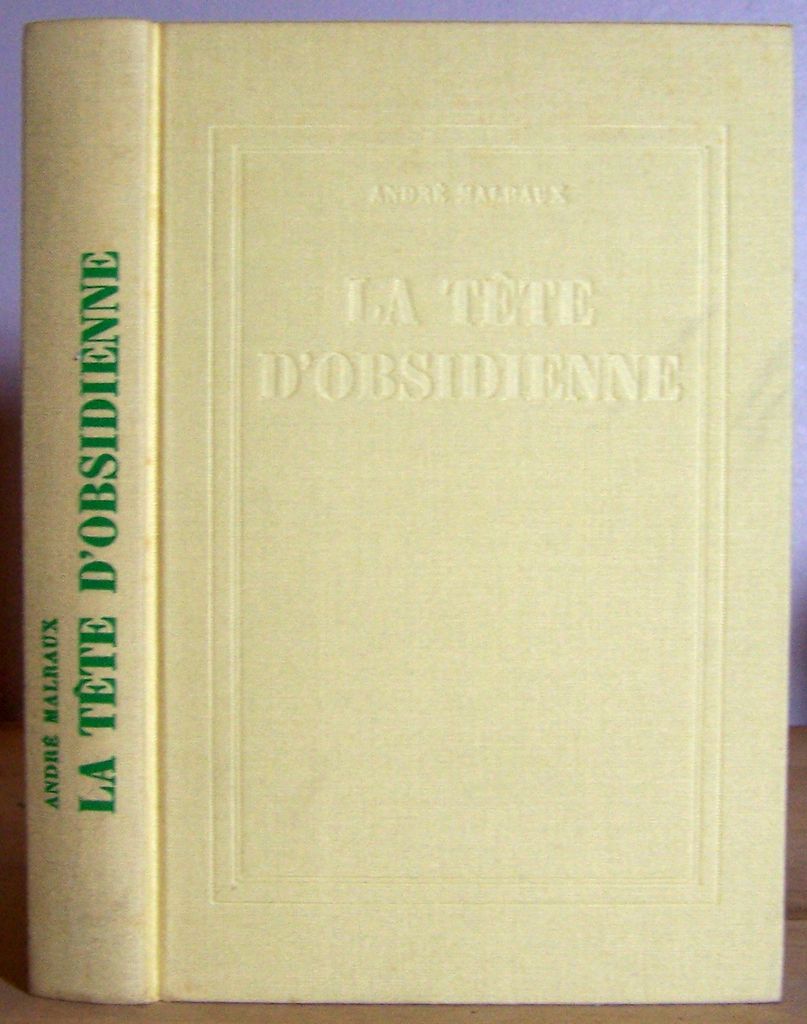 ANDRÉ MALRAUX
LA TÊTE D'OBSIDIENNE
ANDRÉ MALRAUX
LA TÊTE
D'OBSIDIENNE